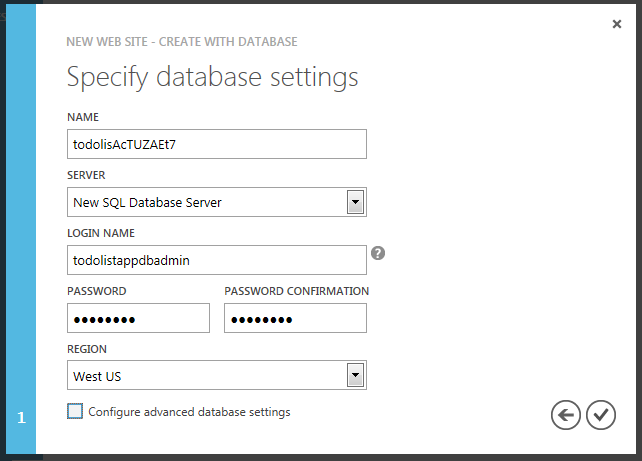 NEW WEB SITE - CREATE WITH DATABASE
Specify database settings
NAME
todolisAcTUZAEt7
SERVER
New SQL Database Server
LOGIN NAME
todolistappdbadmin
?
PASSWORD PASSWORD CONFIRMATION
●●●●●●●● ●●●●●●●●
REGION
West US
Configure advanced database settings
1